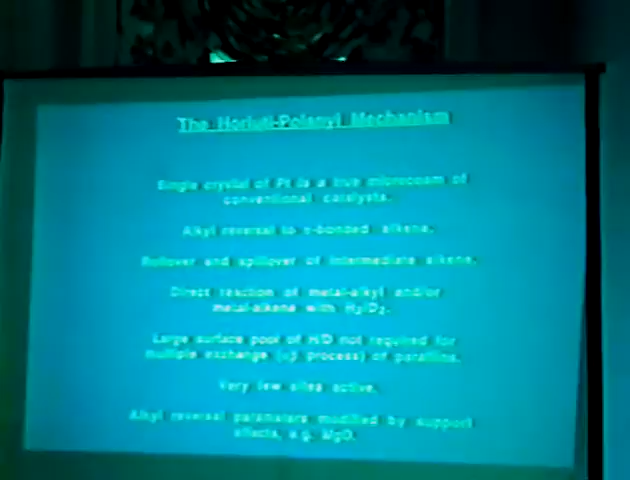 The Horiuti-Polanyi Mechanism
Single crystal of Pt is a true microcosm of
conventional catalysts.
Alkyl reversal to π-bonded alkene.
Rollover and spillover of intermediate alkene.
Direct reaction of metal-alkyl and/or
metal-alkene with H₂/D₂.
Large surface pool of H/D not required for
multiple exchange (αβ process) of paraffins.
Very few sites active.
Alkyl reversal parameters modified by support
effects, e.g. MgO.